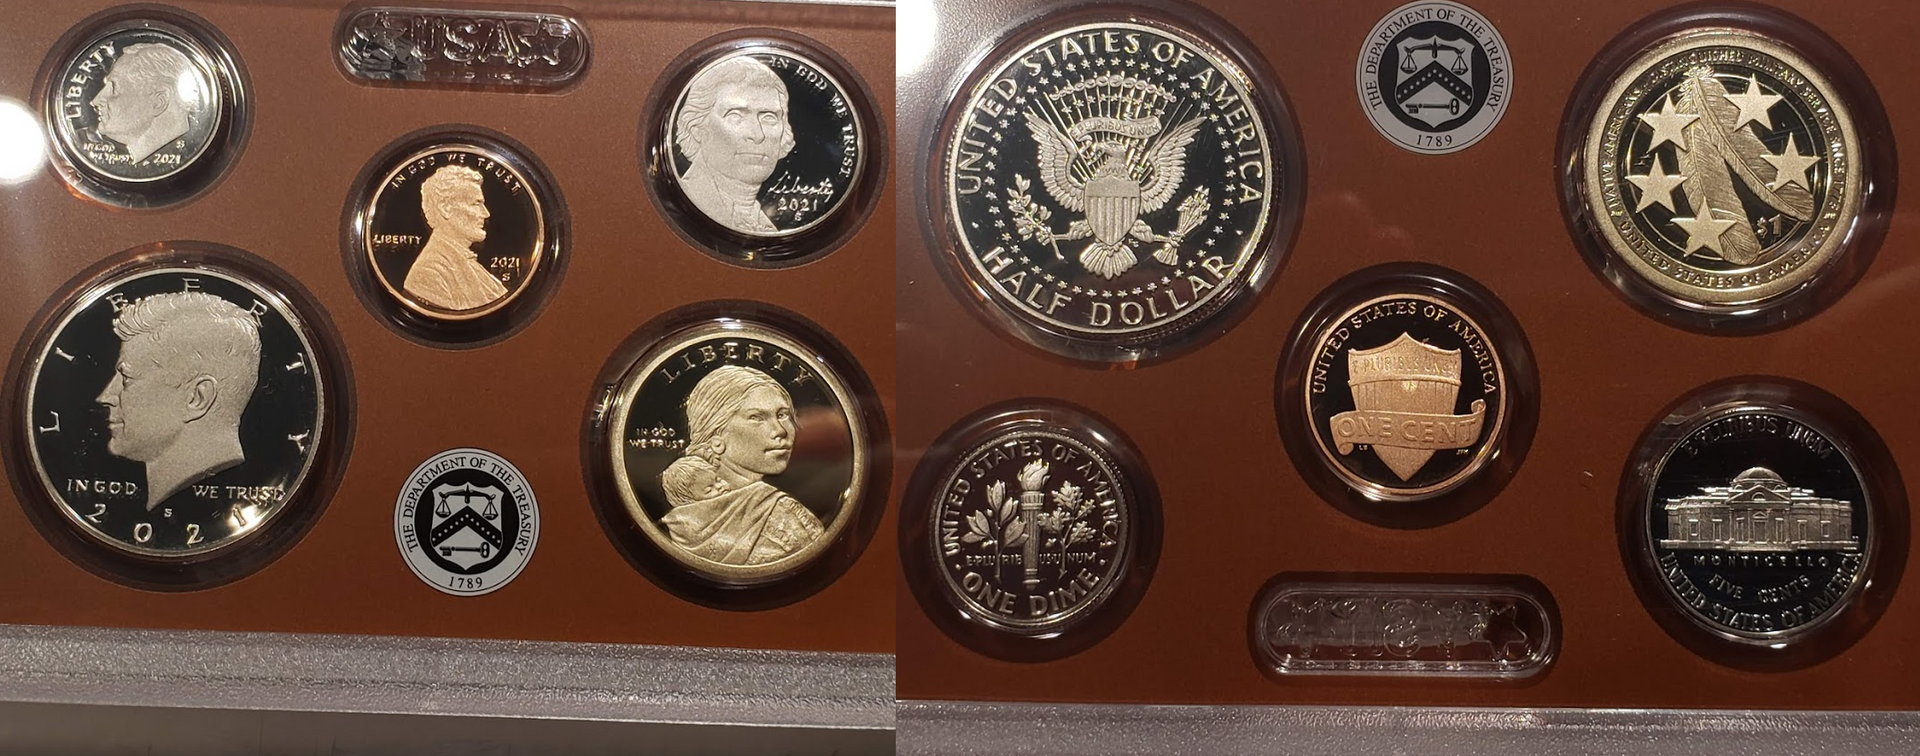 LIBERTY
IN GOD
WE TRUST
S
2021
USA
IN GOD WE TRUST
LIBERTY
2021
S
IN GOD WE TRUST
Liberty
2021
S
LIBERTY
IN GOD WE TRUST
S
2021
THE DEPARTMENT OF THE TREASURY
1789
LIBERTY
IN GOD
WE TRUST
UNITED STATES OF AMERICA
E PLURIBUS UNUM
HALF DOLLAR
THE DEPARTMENT OF THE TREASURY
1789
$1
UNITED STATES OF AMERICA
UNITED STATES OF AMERICA
E PLURIBUS UNUM
ONE CENT
UNITED STATES OF AMERICA
E PLURIBUS UNUM
ONE DIME
E PLURIBUS UNUM
MONTICELLO
FIVE CENTS
UNITED STATES OF AMERICA